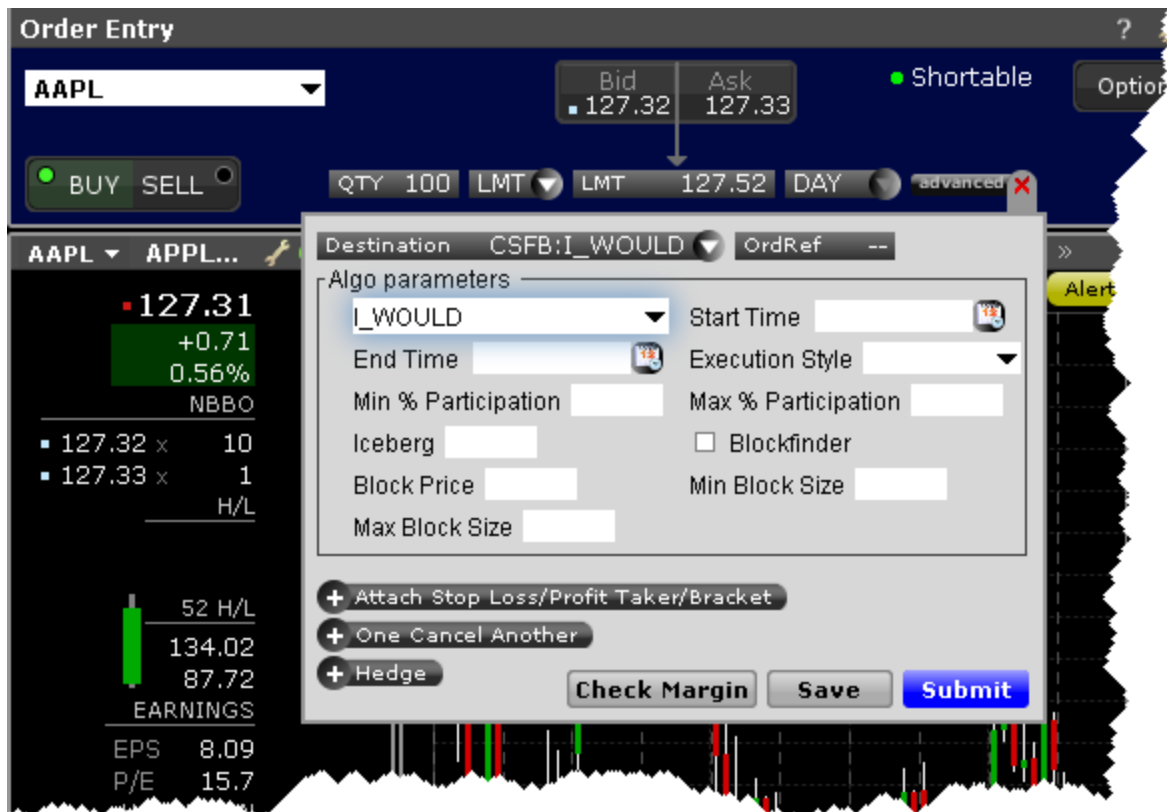 Order Entry ?
AAPL
Bid Ask
127.32 127.33
Shortable
Option
BUY SELL
QTY 100 LMT LMT 127.52 DAY advanced
AAPL APPL...
Destination CSFB:I_WOULD OrdRef --
»
Alert
Algo parameters
I_WOULD
Start Time
End Time
Execution Style
Min % Participation
Max % Participation
Iceberg
Blockfinder
Block Price
Min Block Size
Max Block Size
Attach Stop Loss/Profit Taker/Bracket
One Cancel Another
Hedge
Check Margin Save Submit
127.31
+0.71
0.56%
NBBO
127.32 x 10
127.33 x 1
H/L
52 H/L
134.02
87.72
EARNINGS
EPS 8.09
P/E 15.7